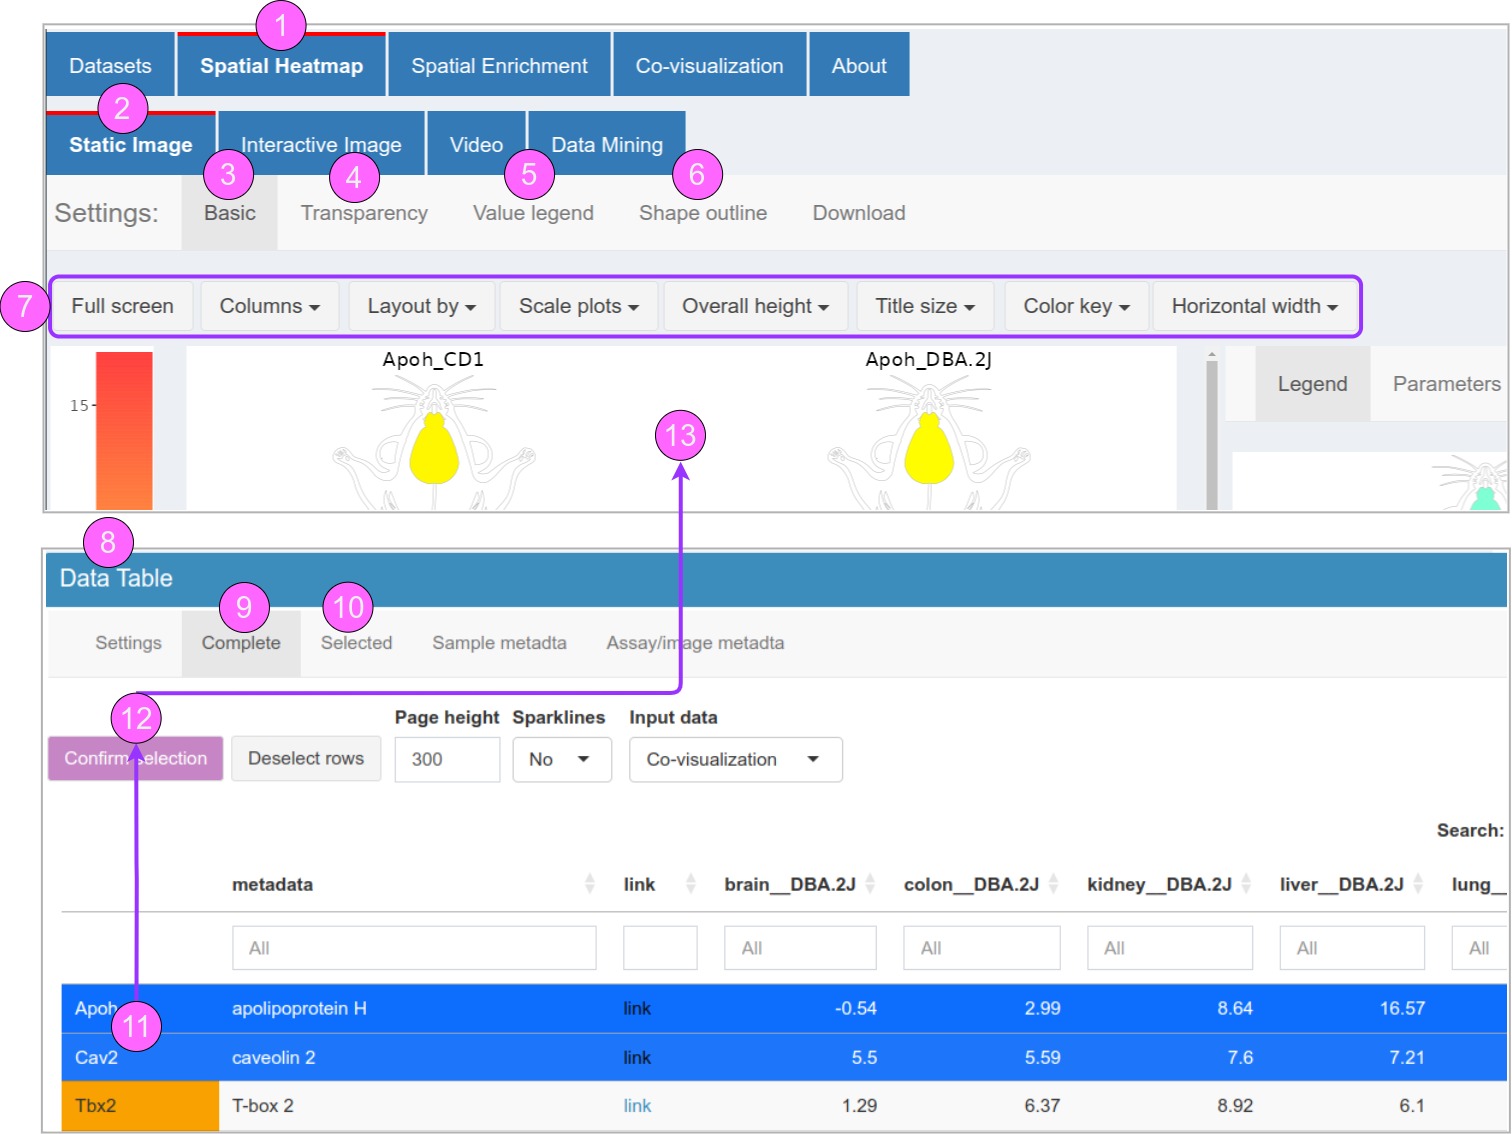 1
Datasets Spatial Heatmap Spatial Enrichment Co-visualization About
2
Static Image Interactive Image Video Data Mining
3 4 5 6
Settings: Basic Transparency Value legend Shape outline Download
7 Full screen Columns Layout by Scale plots Overall height Title size Color key Horizontal width
Apoh_CD1 Apoh_DBA.2J
Legend Parameters
15
13
8
Data Table
9 10
Settings Complete Selected Sample metadta Assay/image metadta
12 Page height Sparklines Input data
Confirm selection Deselect rows 300 No Co-visualization
Search:
metadata link brain__DBA.2J colon__DBA.2J kidney__DBA.2J liver__DBA.2J lung__
All All All All All All
Apoh apolipoprotein H link -0.54 2.99 8.64 16.57
11
Cav2 caveolin 2 link 5.5 5.59 7.6 7.21
Tbx2 T-box 2 link 1.29 6.37 8.92 6.1